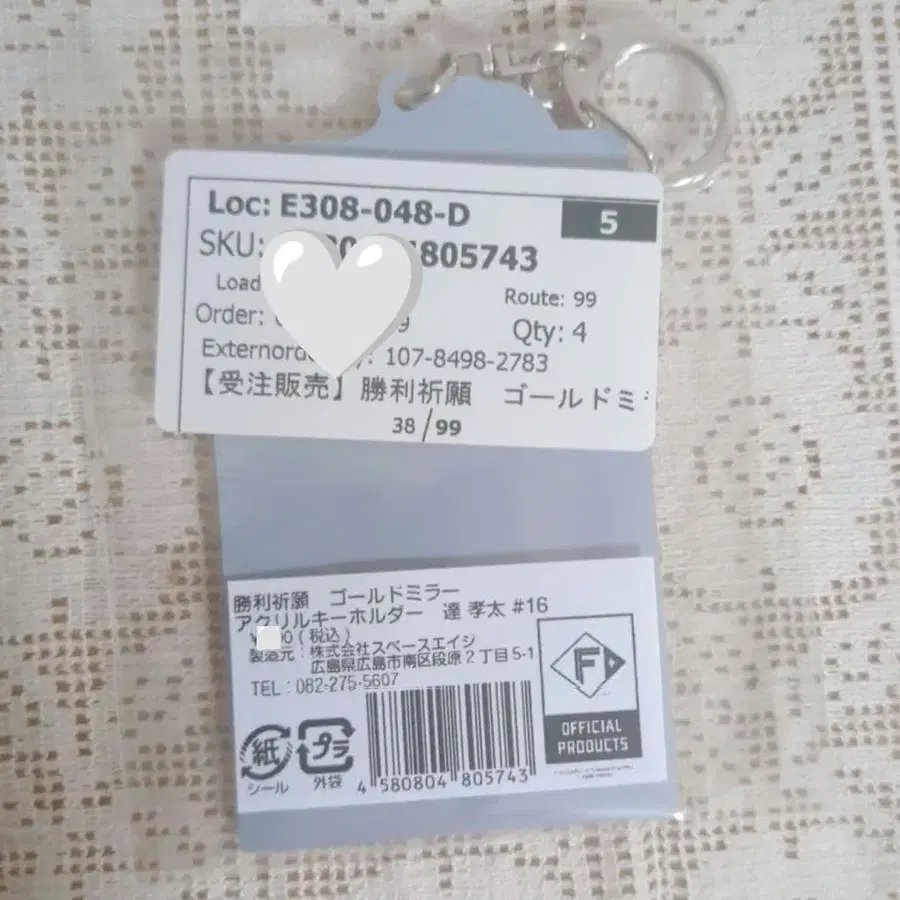 Loc: E308-048-D
5
SKU: 805743
Load
Route: 99
Order: 9
Qty: 4
Externord y: 107-8498-2783
【受注販売】勝利祈願　ゴールドミラ
38/99
勝利祈願　ゴールドミラー
アクリルキーホルダー　達 孝太 #16
00 (税込)
製造元：株式会社スペースエイジ
広島県広島市南区段原2丁目5-1
TEL：082-275-5607
紙
シール
プラ
外袋
4 580804 805743
F
OFFICIAL
PRODUCTS